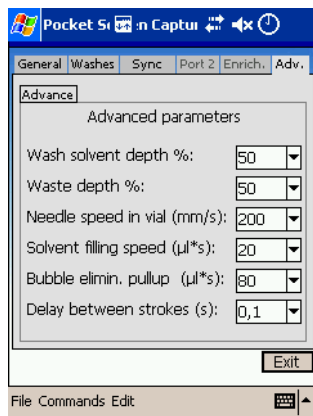 Pocket S :n Captur
General Washes Sync Port 2 Enrich. Adv.
Advance
Advanced parameters
Wash solvent depth %: 50
Waste depth %: 50
Needle speed in vial (mm/s): 200
Solvent filling speed (µl*s): 20
Bubble elimin. pullup (µl*s): 80
Delay between strokes (s): 0,1
Exit
File Commands Edit